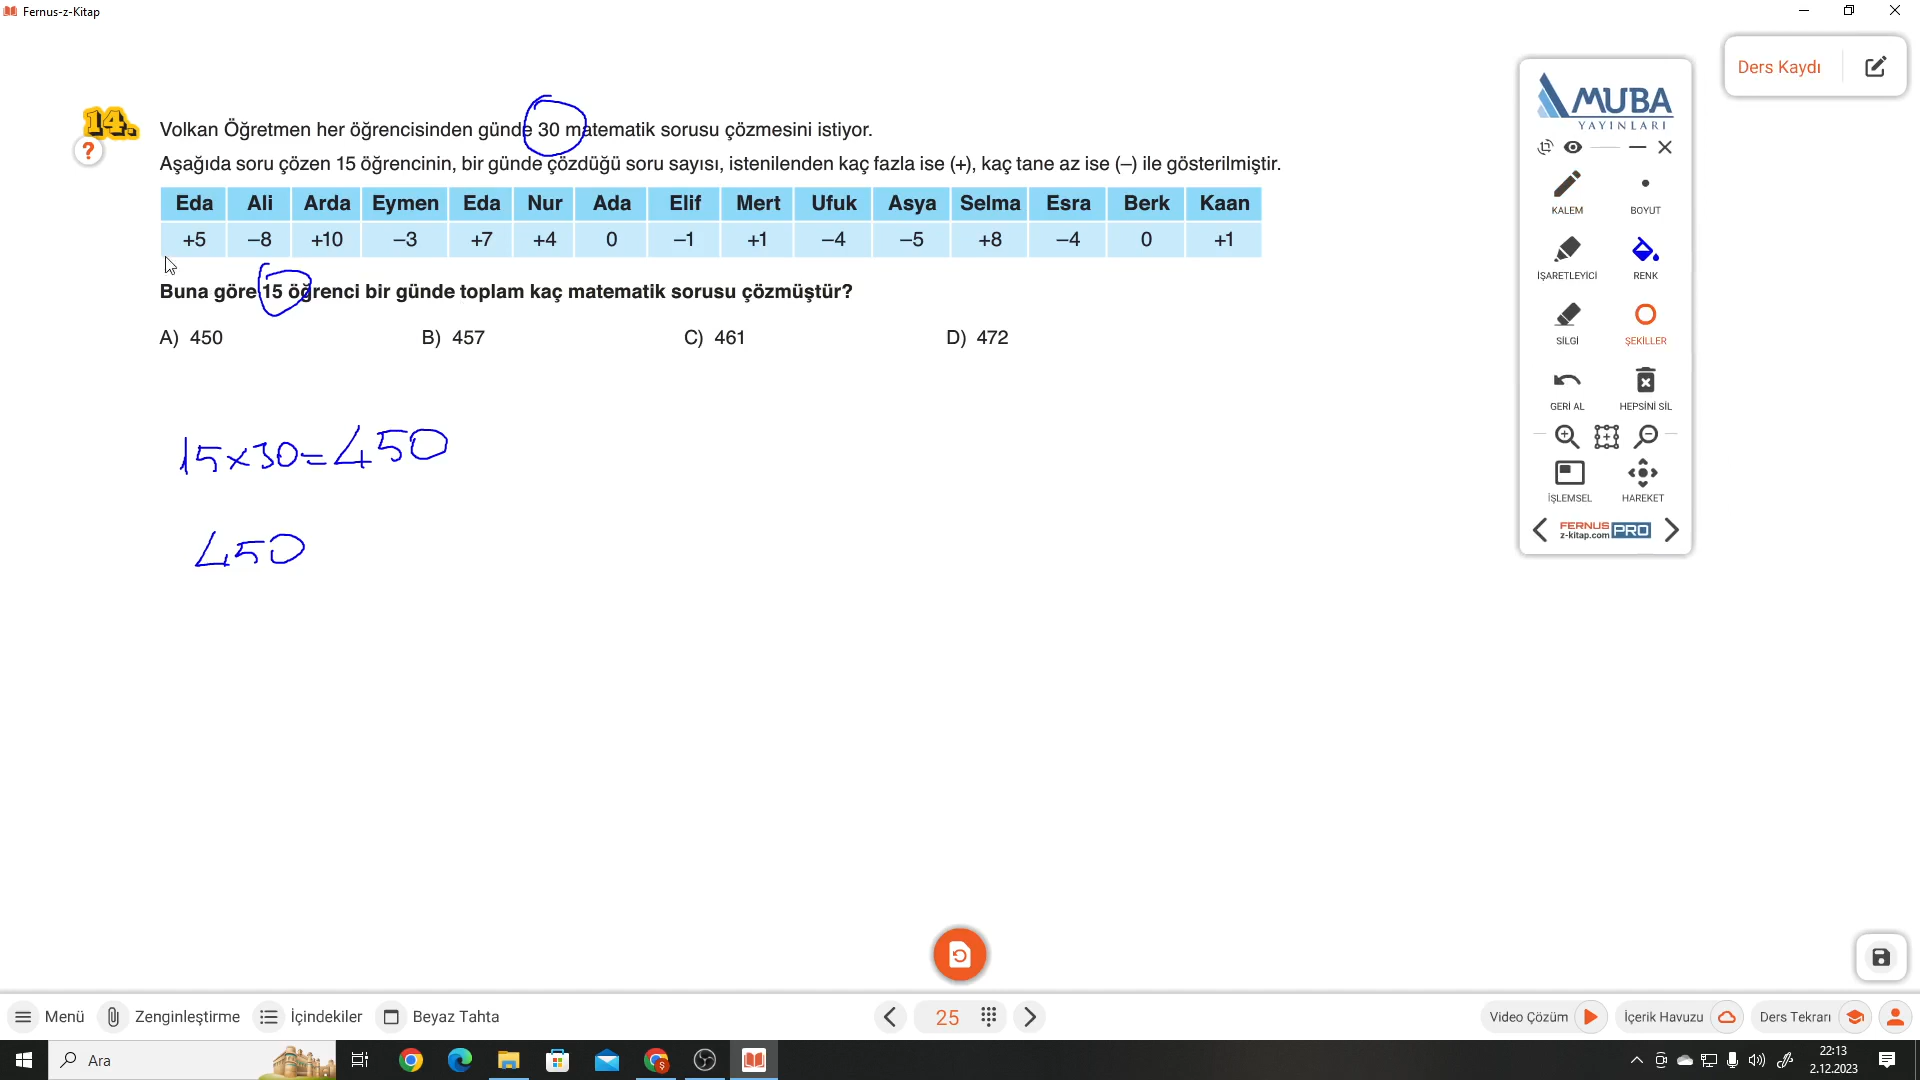 Fernus-z-Kitap
Ders Kaydı
14.
?
Volkan Öğretmen her öğrencisinden günde 30 matematik sorusu çözmesini istiyor.
Aşağıda soru çözen 15 öğrencinin, bir günde çözdüğü soru sayısı, istenilenden kaç fazla ise (+), kaç tane az ise (–) ile gösterilmiştir.
Eda Ali Arda Eymen Eda Nur Ada Elif Mert Ufuk Asya Selma Esra Berk Kaan
+5 –8 +10 –3 +7 +4 0 –1 +1 –4 –5 +8 –4 0 +1
Buna göre 15 öğrenci bir günde toplam kaç matematik sorusu çözmüştür?
A) 450 B) 457 C) 461 D) 472
15x30=450
450
MUBA
YAYINLARI
KALEM BOYUT
İŞARETLEYİCİ RENK
SİLGİ ŞEKİLLER
GERİ AL HEPSİNİ SİL
İŞLEMSEL HAREKET
FERNUS
z-kitap.com PRO
Menü Zenginleştirme İçindekiler Beyaz Tahta 25 Video Çözüm İçerik Havuzu Ders Tekrarı
Ara
22:13
2.12.2023